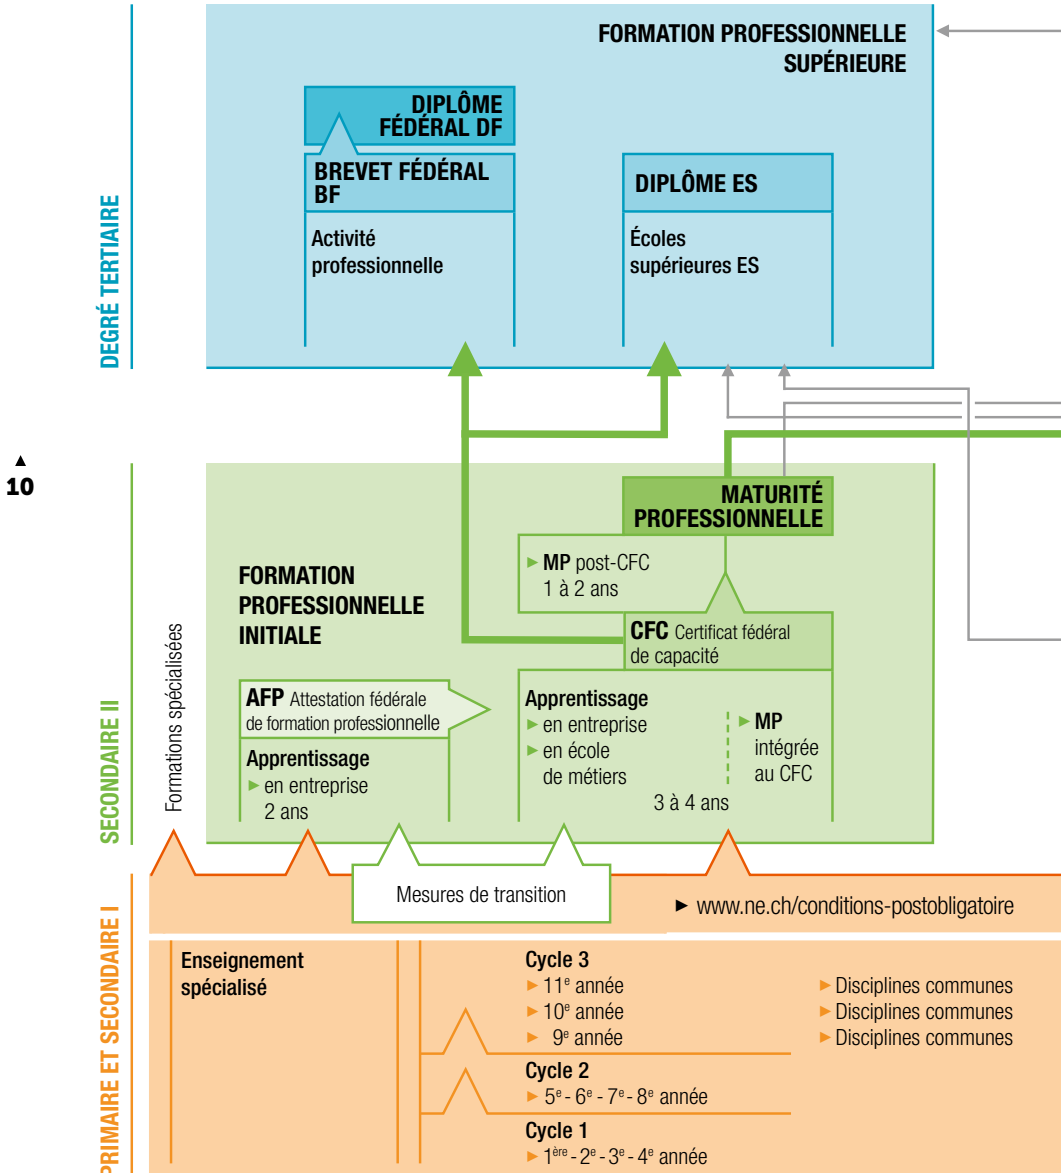 FORMATION PROFESSIONNELLE
SUPÉRIEURE
DIPLÔME
FÉDÉRAL DF
BREVET FÉDÉRAL
BF
Activité
professionnelle
DIPLÔME ES
Écoles
supérieures ES
DEGRÉ TERTIAIRE
▲
10
MATURITÉ
PROFESSIONNELLE
► MP post-CFC
1 à 2 ans
FORMATION
PROFESSIONNELLE
INITIALE
CFC Certificat fédéral
de capacité
AFP Attestation fédérale
de formation professionnelle
Apprentissage
► en entreprise
2 ans
Apprentissage
► en entreprise
► en école
de métiers
► MP
intégrée
au CFC
3 à 4 ans
Formations spécialisées
SECONDAIRE II
Mesures de transition
► www.ne.ch/conditions-postobligatoire
PRIMAIRE ET SECONDAIRE I
Enseignement
spécialisé
Cycle 3
► 11e année
► Disciplines communes
► 10e année
► Disciplines communes
► 9e année
► Disciplines communes
Cycle 2
► 5e - 6e - 7e - 8e année
Cycle 1
► 1ère - 2e - 3e - 4e année